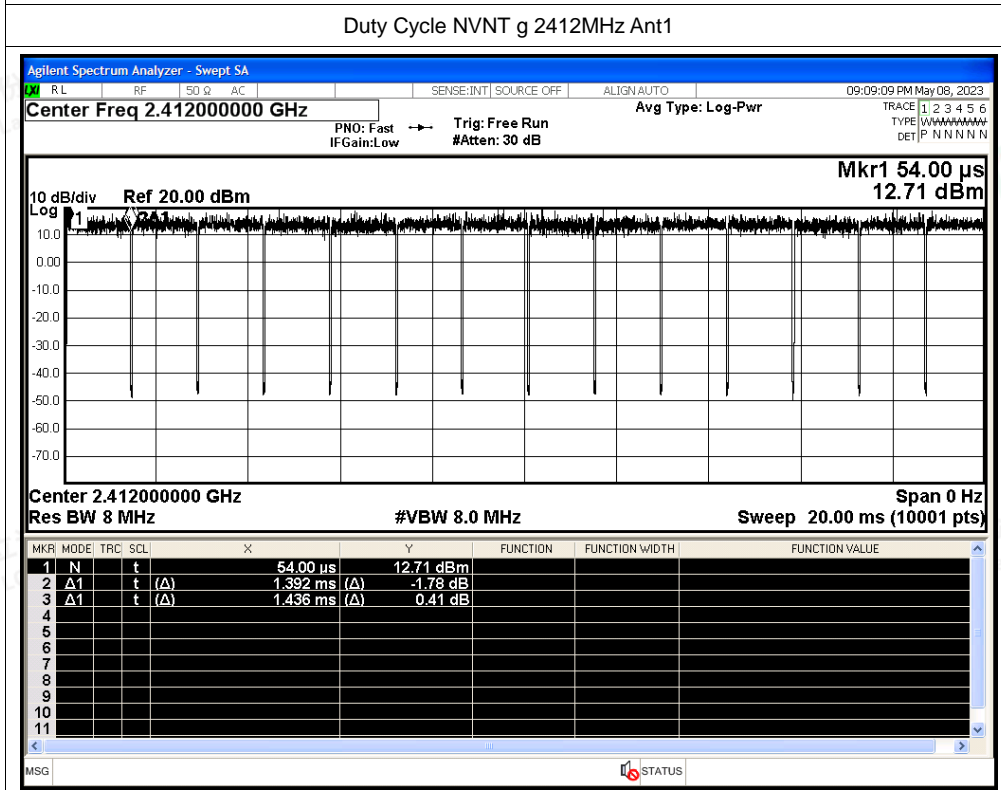 Duty Cycle NVNT g 2412MHz Ant1
Agilent Spectrum Analyzer - Swept SA
LXI RL RF 50 Ω AC SENSE:INT SOURCE OFF ALIGN AUTO 09:09:09 PM May 08, 2023
Center Freq 2.412000000 GHz Avg Type: Log-Pwr TRACE 1 2 3 4 5 6
PNO: Fast Trig: Free Run TYPE
IFGain:Low #Atten: 30 dB DET P N N N N N
Mkr1 54.00 µs
10 dB/div Ref 20.00 dBm 12.71 dBm
Log
1
10.0
0.00
-10.0
-20.0
-30.0
-40.0
-50.0
-60.0
-70.0
Center 2.412000000 GHz Span 0 Hz
Res BW 8 MHz #VBW 8.0 MHz Sweep 20.00 ms (10001 pts)
MKR MODE TRC SCL X Y FUNCTION FUNCTION WIDTH FUNCTION VALUE
1 N t 54.00 µs 12.71 dBm
2 Δ1 t (Δ) 1.392 ms (Δ) -1.78 dB
3 Δ1 t (Δ) 1.436 ms (Δ) 0.41 dB
4
5
6
7
8
9
10
11
MSG STATUS